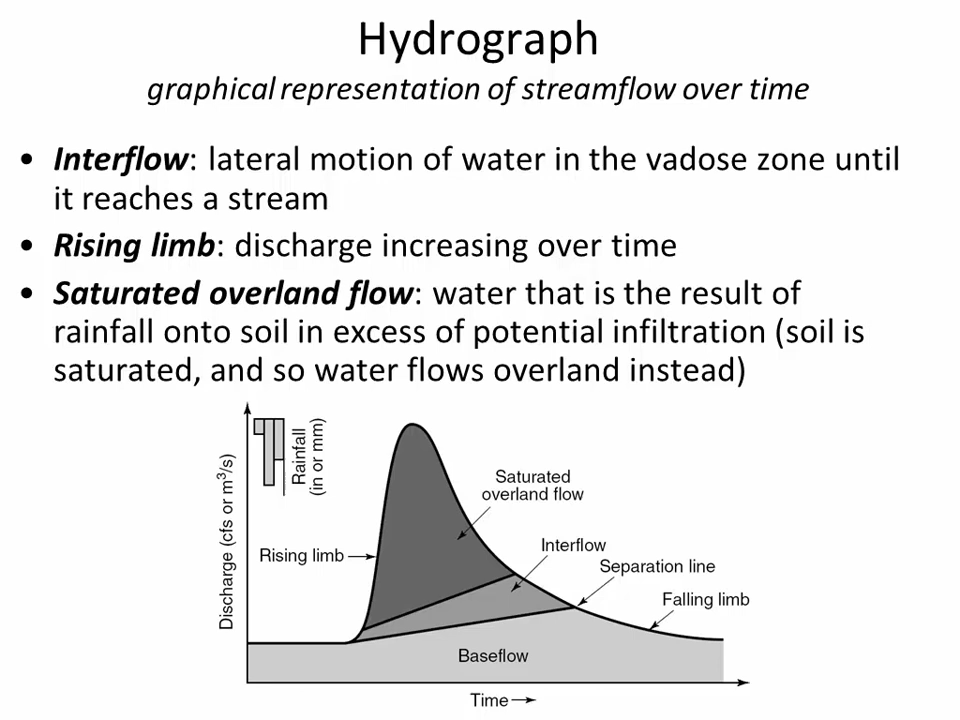 Hydrograph
graphical representation of streamflow over time
• Interflow: lateral motion of water in the vadose zone until
it reaches a stream
• Rising limb: discharge increasing over time
• Saturated overland flow: water that is the result of
rainfall onto soil in excess of potential infiltration (soil is
saturated, and so water flows overland instead)
Discharge (cfs or m³/s)
Rainfall
(in or mm)
Saturated
overland flow
Interflow
Rising limb
Separation line
Falling limb
Baseflow
Time